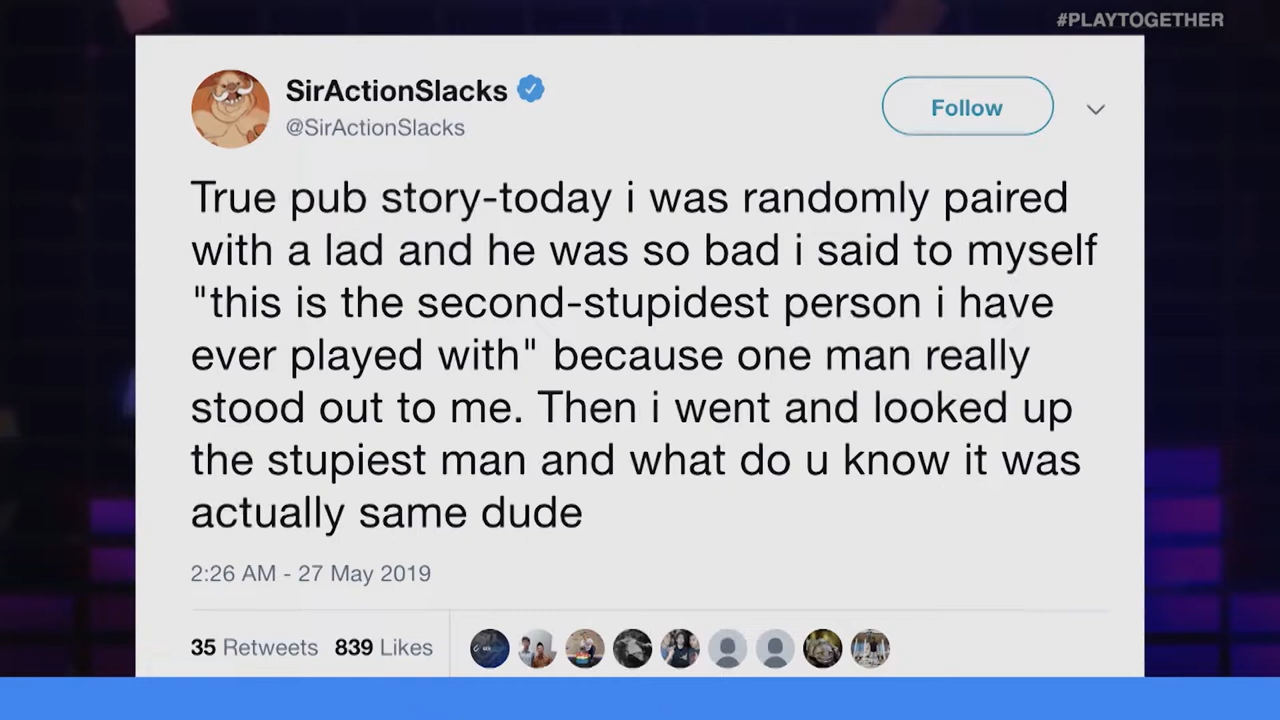 #PLAYTOGETHER
SirActionSlacks
@SirActionSlacks
Follow
True pub story-today i was randomly paired
with a lad and he was so bad i said to myself
"this is the second-stupidest person i have
ever played with" because one man really
stood out to me. Then i went and looked up
the stupiest man and what do u know it was
actually same dude
2:26 AM - 27 May 2019
35 Retweets 839 Likes